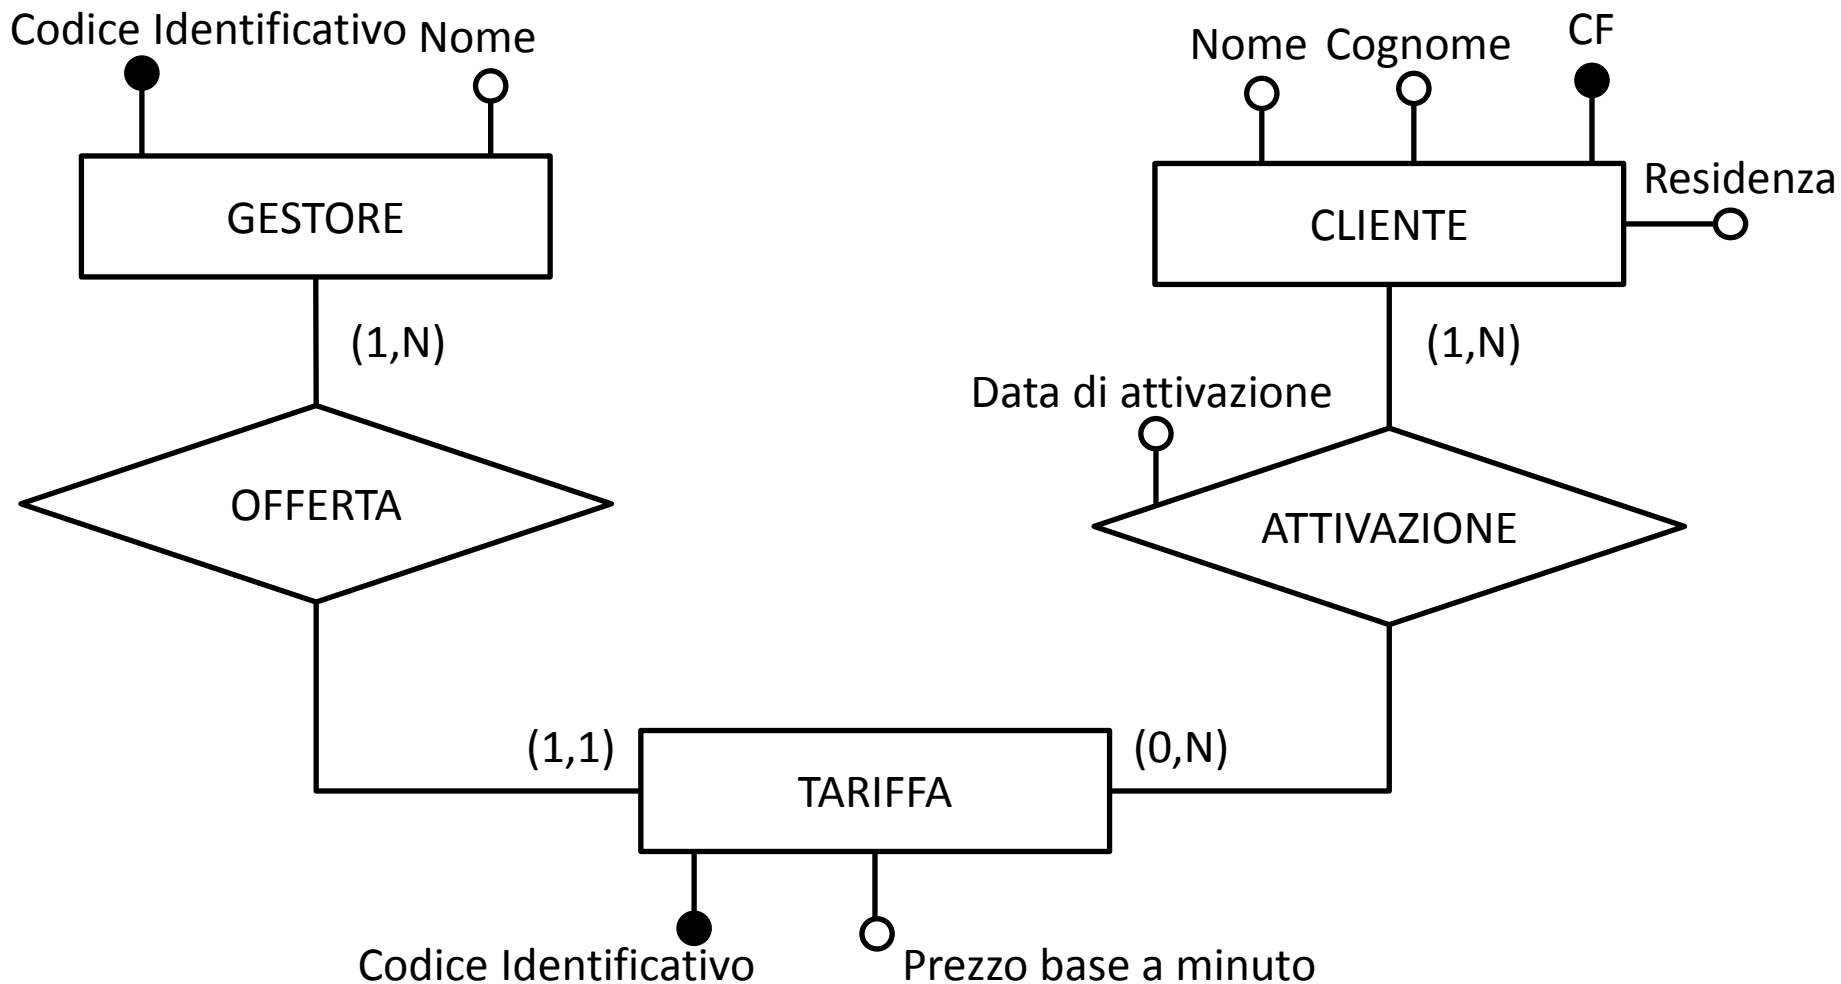 Codice Identificativo
Nome
Nome
Cognome
CF
Residenza
GESTORE
CLIENTE
(1,N)
(1,N)
Data di attivazione
OFFERTA
ATTIVAZIONE
(1,1)
(0,N)
TARIFFA
Codice Identificativo
Prezzo base a minuto